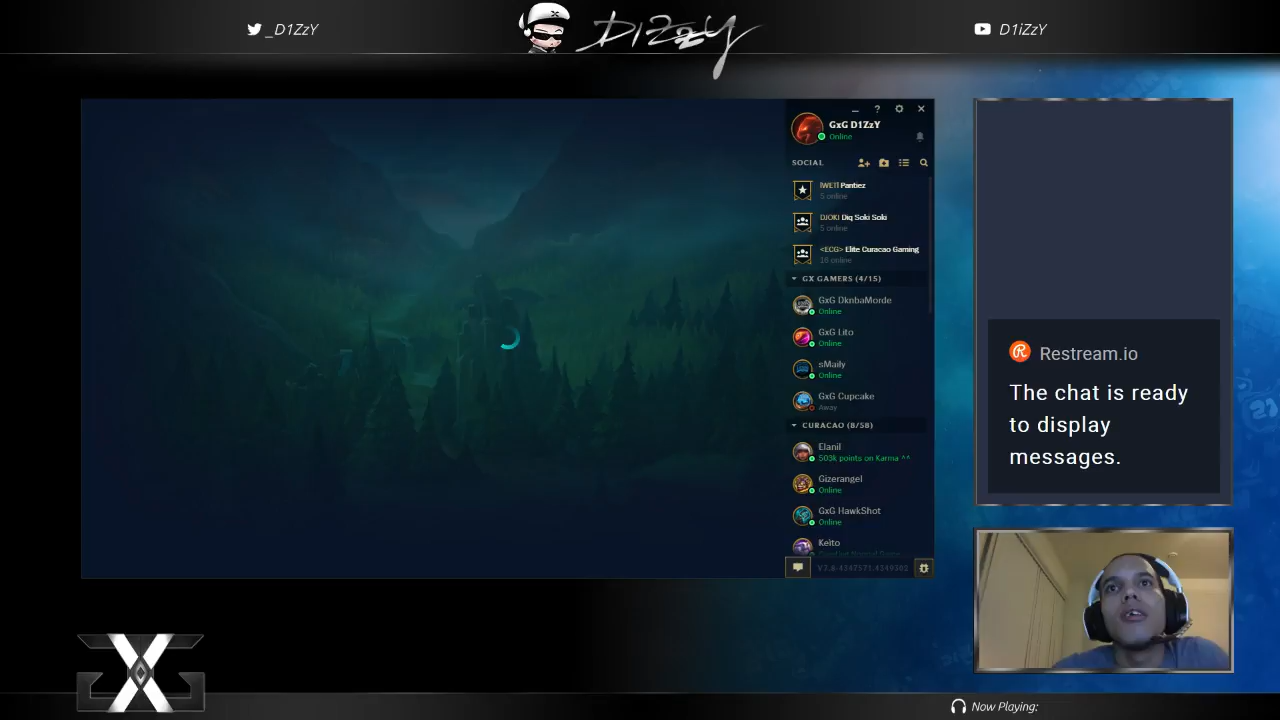 _D1ZzY
D1ZzY
D1iZzY
GxG D1ZzY
Online
SOCIAL
Pantiez
5 online
DJOKI Diq Soki Soki
5 online
<ECG> Elite Curacao Gaming
16 online
GX GAMERS (4/15)
GxG DknbaMorde
Online
GxG Lito
Online
sMaily
Online
GxG Cupcake
Away
CURACAO (8/58)
Elanil
503k points on Karma ^^
Gizerangel
Online
GxG HawkShot
Online
Keito
Restream.io
The chat is ready
to display
messages.
Now Playing: